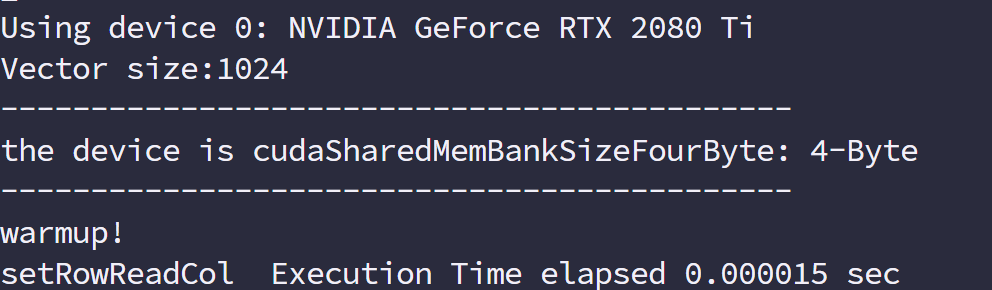 Using device 0: NVIDIA GeForce RTX 2080 Ti
Vector size:1024
--------------------------------------------
the device is cudaSharedMemBankSizeFourByte: 4-Byte
--------------------------------------------
warmup!
setRowReadCol  Execution Time elapsed 0.000015 sec